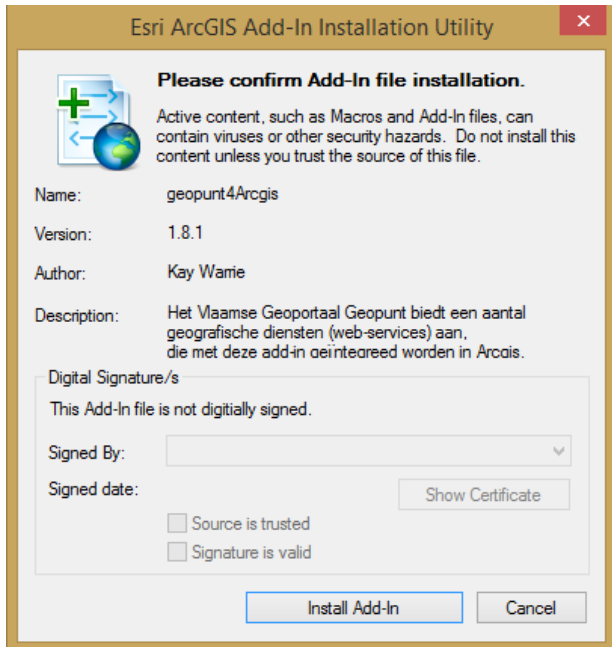 Esri ArcGIS Add-In Installation Utility
Please confirm Add-In file installation.
Active content, such as Macros and Add-In files, can
contain viruses or other security hazards. Do not install this
content unless you trust the source of this file.
Name: geopunt4Arcgis
Version: 1.8.1
Author: Kay Warrie
Description: Het Vlaamse Geoportaal Geopunt biedt een aantal
geografische diensten (web-services) aan,
die met deze add-in geïntegreed worden in Arcgis.
Digital Signature/s
This Add-In file is not digitially signed.
Signed By:
Signed date:
Show Certificate
Source is trusted
Signature is valid
Install Add-In Cancel